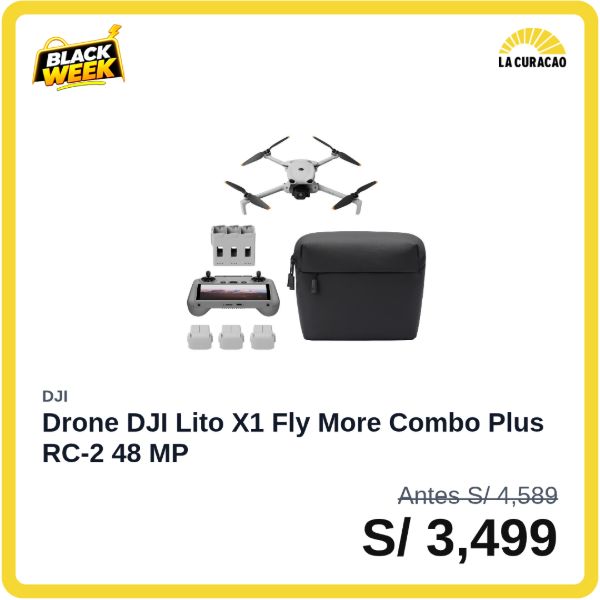 BLACK
WEEK
LA CURACAO
DJI
Drone DJI Lito X1 Fly More Combo Plus
RC-2 48 MP
Antes S/ 4,589
S/ 3,499